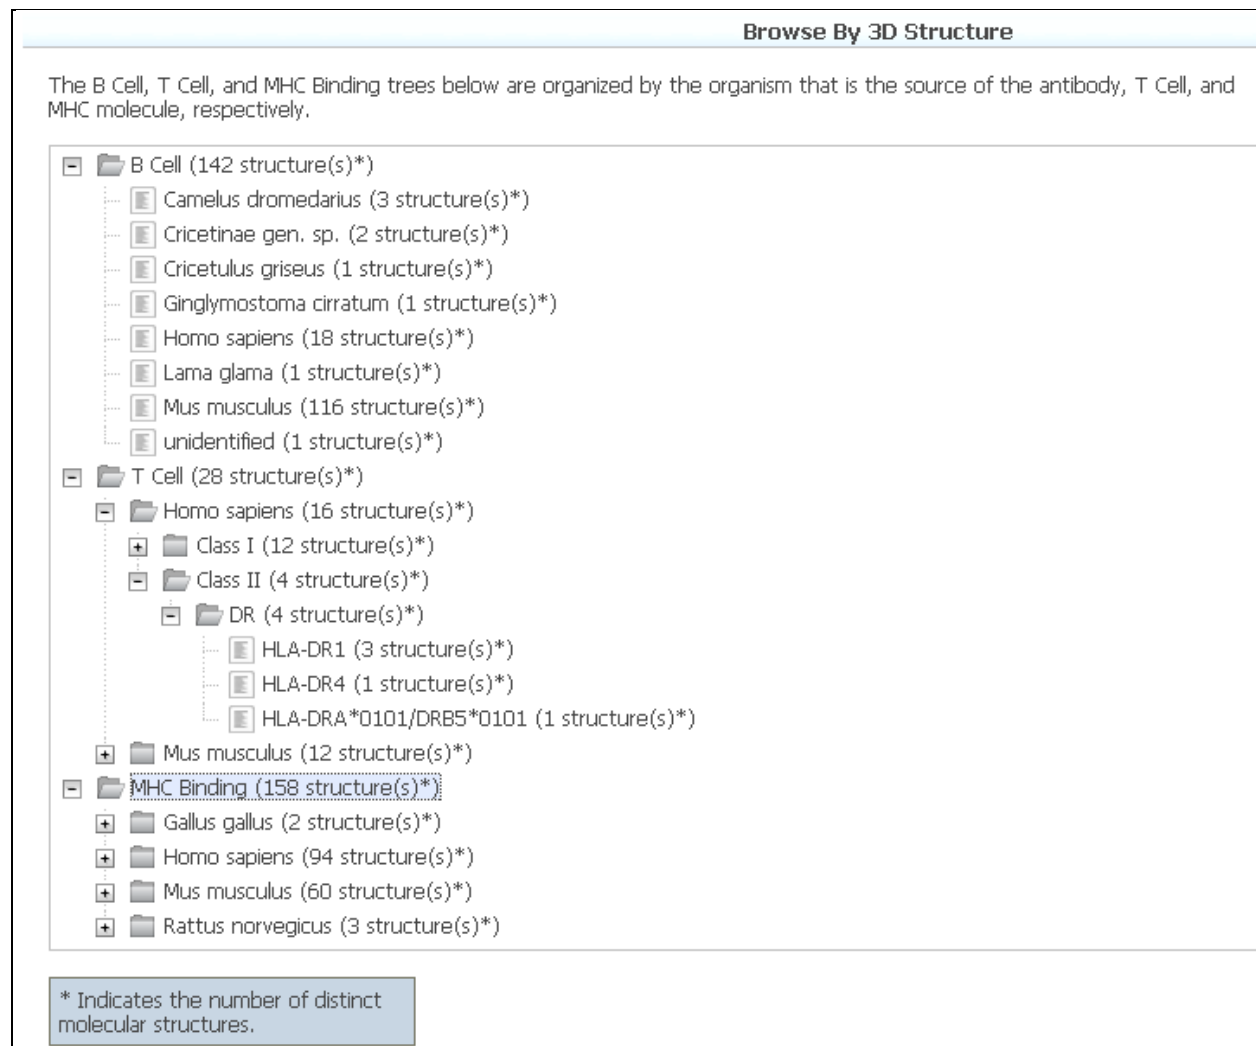 Browse By 3D Structure
The B Cell, T Cell, and MHC Binding trees below are organized by the organism that is the source of the antibody, T Cell, and
MHC molecule, respectively.
B Cell (142 structure(s)*)
Camelus dromedarius (3 structure(s)*)
Cricetinae gen. sp. (2 structure(s)*)
Cricetulus griseus (1 structure(s)*)
Ginglymostoma cirratum (1 structure(s)*)
Homo sapiens (18 structure(s)*)
Lama glama (1 structure(s)*)
Mus musculus (116 structure(s)*)
unidentified (1 structure(s)*)
T Cell (28 structure(s)*)
Homo sapiens (16 structure(s)*)
Class I (12 structure(s)*)
Class II (4 structure(s)*)
DR (4 structure(s)*)
HLA-DR1 (3 structure(s)*)
HLA-DR4 (1 structure(s)*)
HLA-DRA*0101/DRB5*0101 (1 structure(s)*)
Mus musculus (12 structure(s)*)
MHC Binding (158 structure(s)*)
Gallus gallus (2 structure(s)*)
Homo sapiens (94 structure(s)*)
Mus musculus (60 structure(s)*)
Rattus norvegicus (3 structure(s)*)
* Indicates the number of distinct
molecular structures.